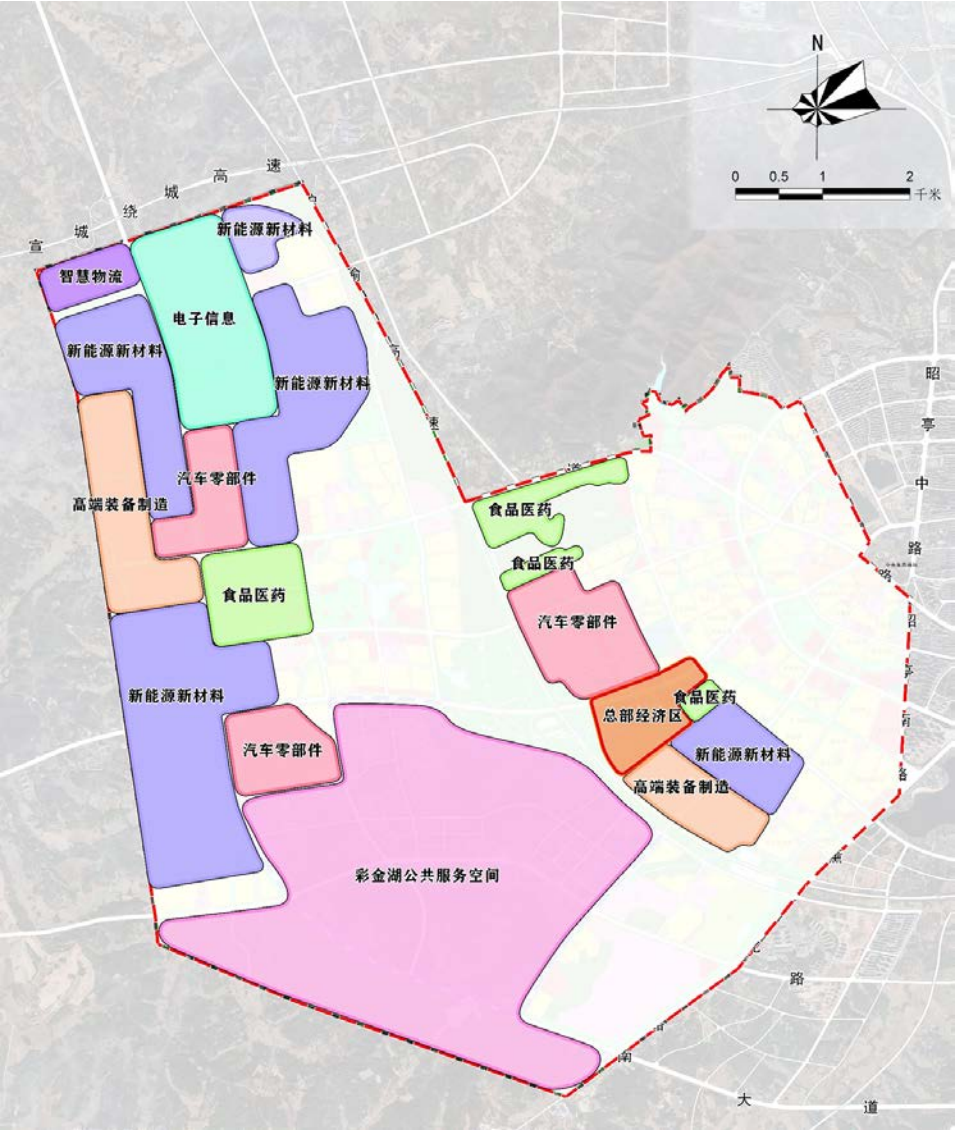 N
0 0.5 1 2
千米
宣城绕城高速
新能源新材料
智慧物流
电子信息
新能源新材料
新能源新材料
昭亭中路
汽车零部件
高端装备制造
食品医药
食品医药
食品医药
汽车零部件
昭亭南路
新能源新材料
食品医药
总部经济区
汽车零部件
新能源新材料
高端装备制造
彩金湖公共服务空间
路
大道